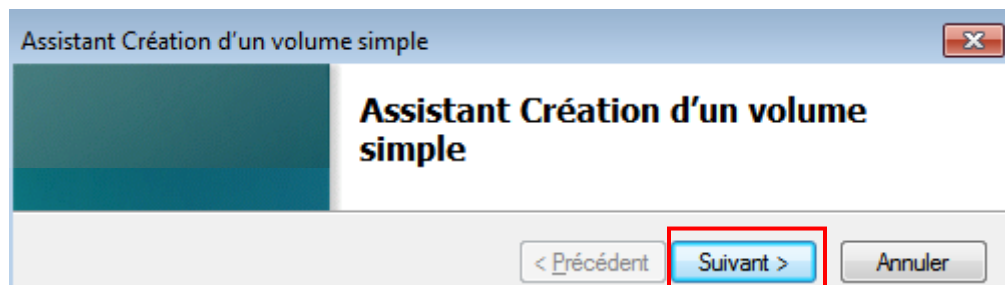 Assistant Création d'un volume simple
Assistant Création d'un volume
simple
< Précédent Suivant > Annuler